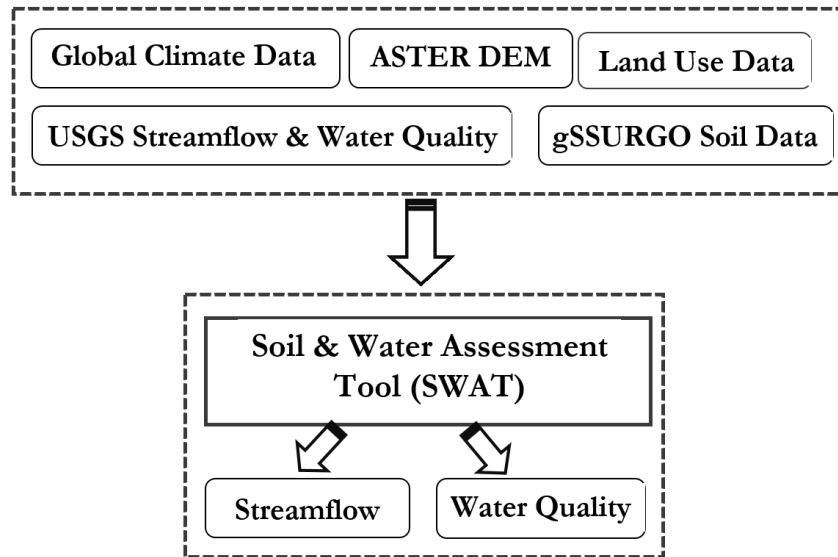 Global Climate Data
ASTER DEM
Land Use Data
USGS Streamflow & Water Quality
gSSURGO Soil Data
Soil & Water Assessment
Tool (SWAT)
Streamflow
Water Quality